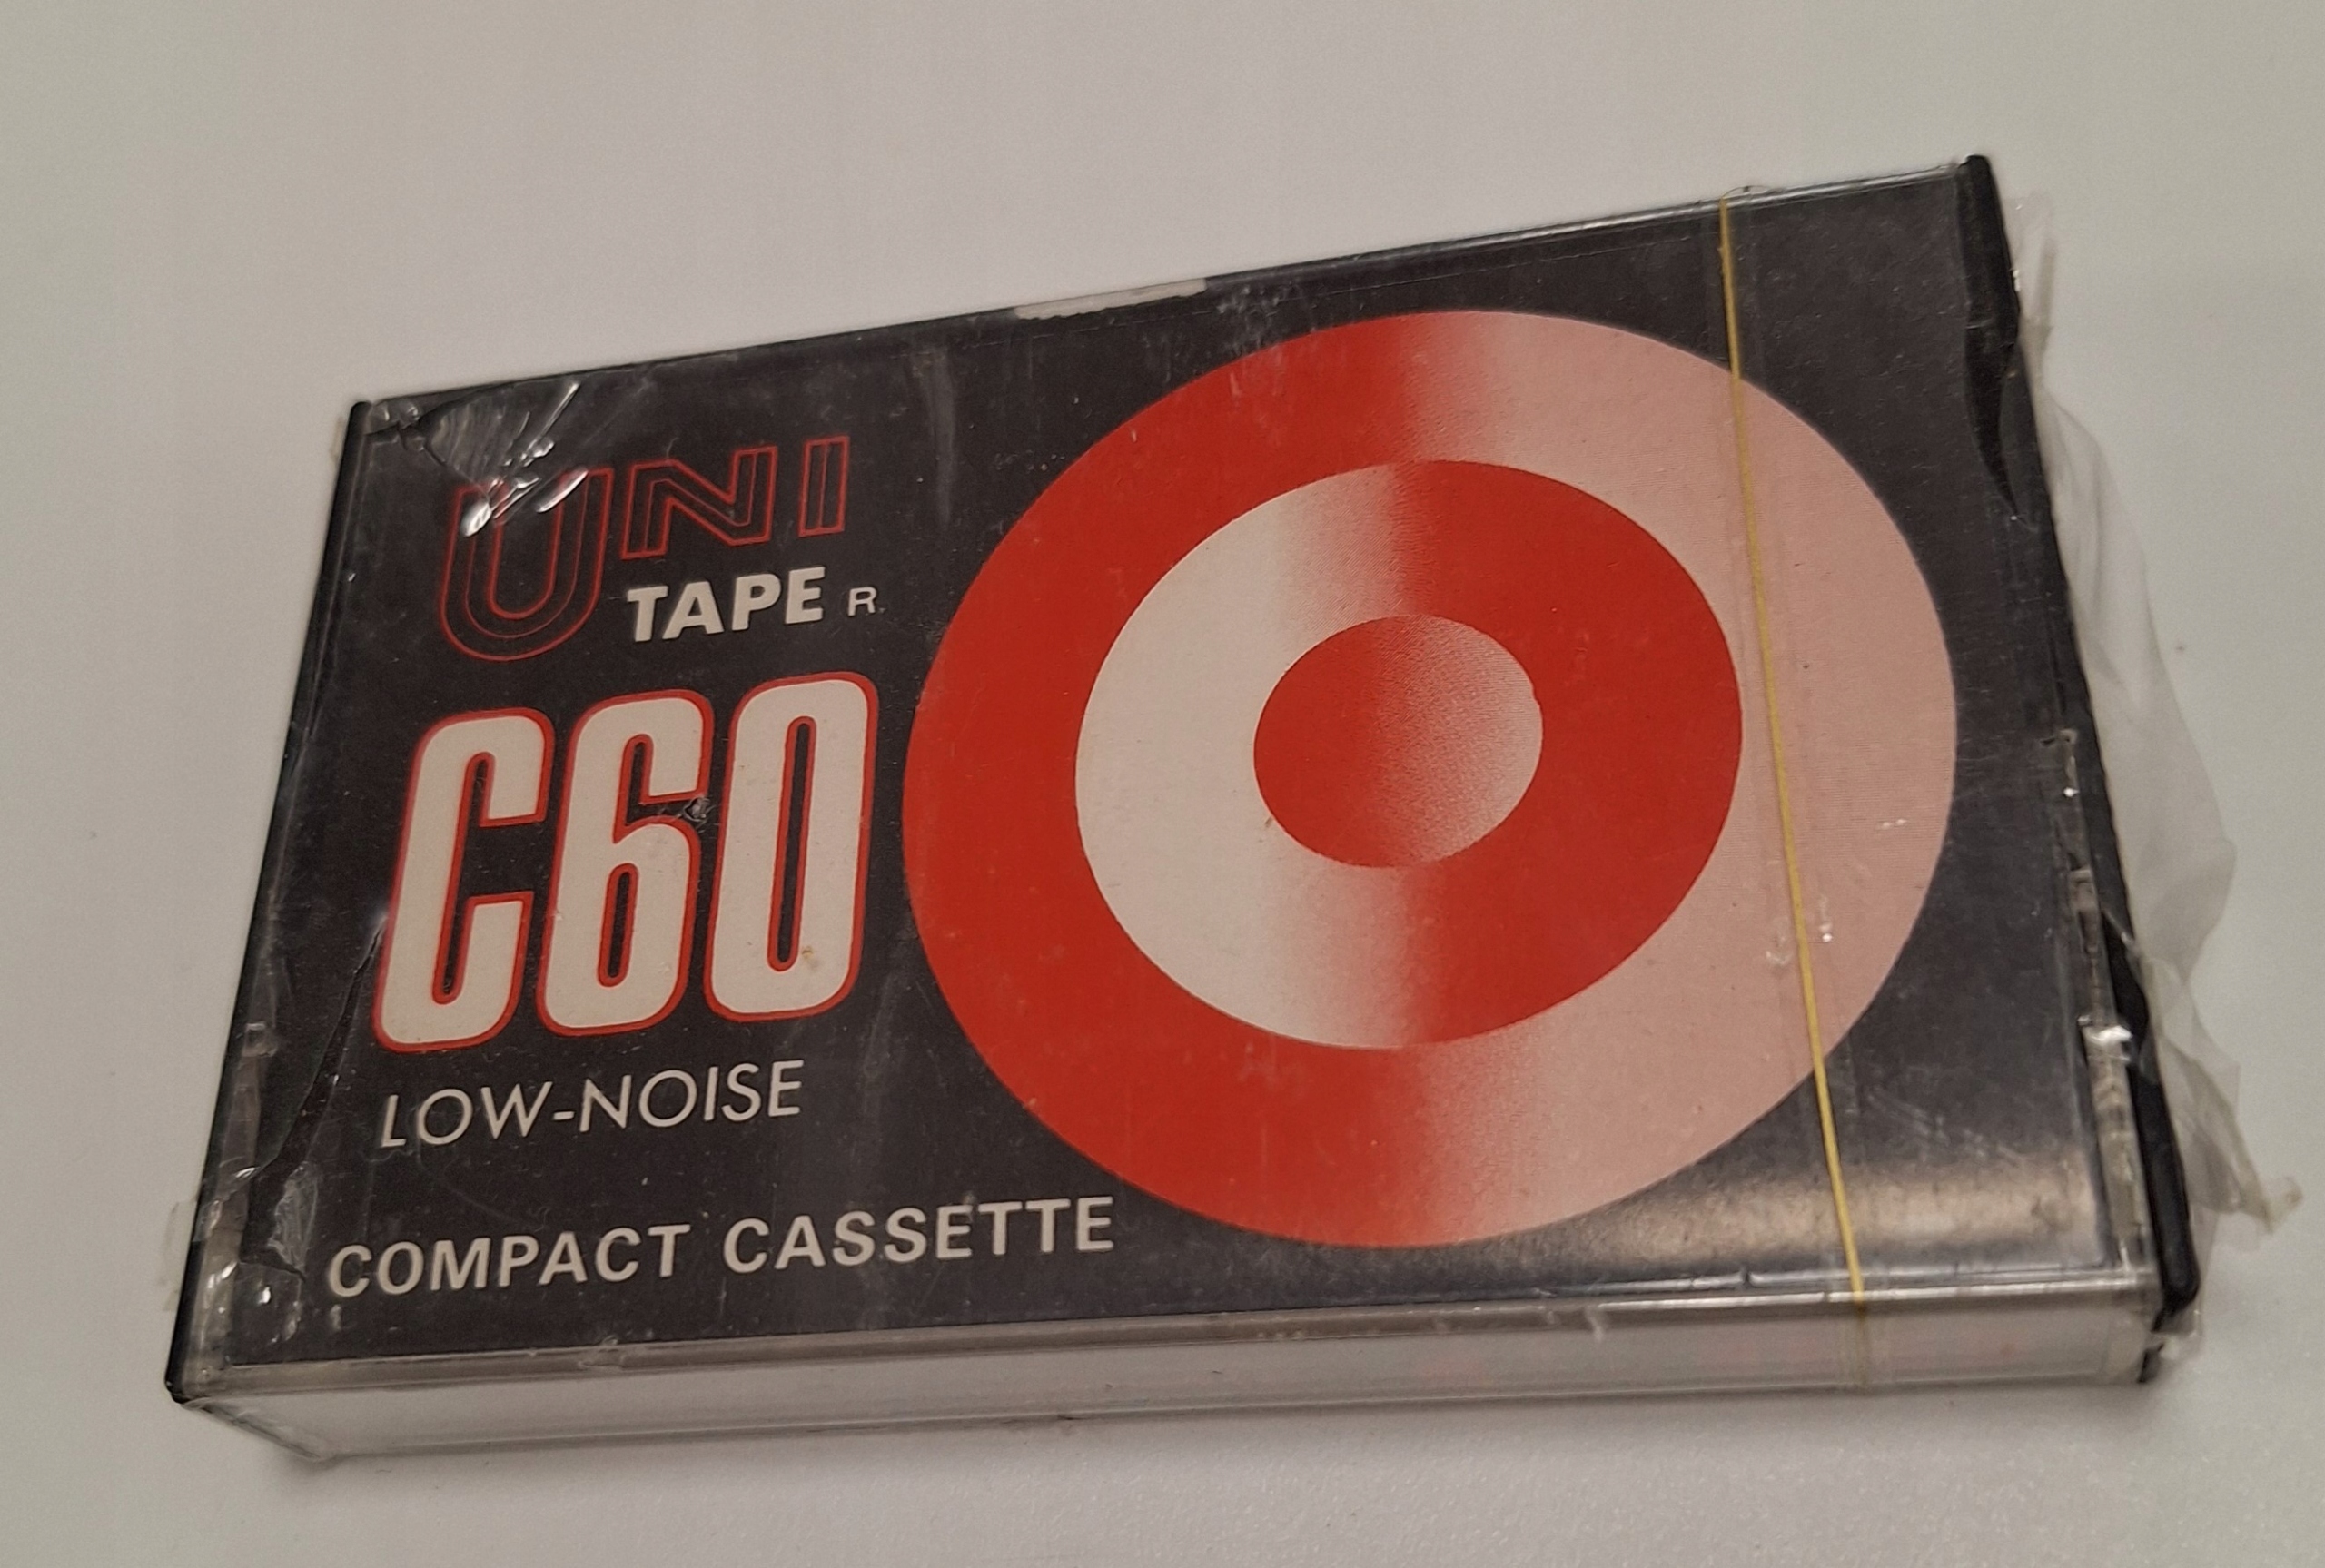 UNI
TAPE R
C60
LOW-NOISE
COMPACT CASSETTE